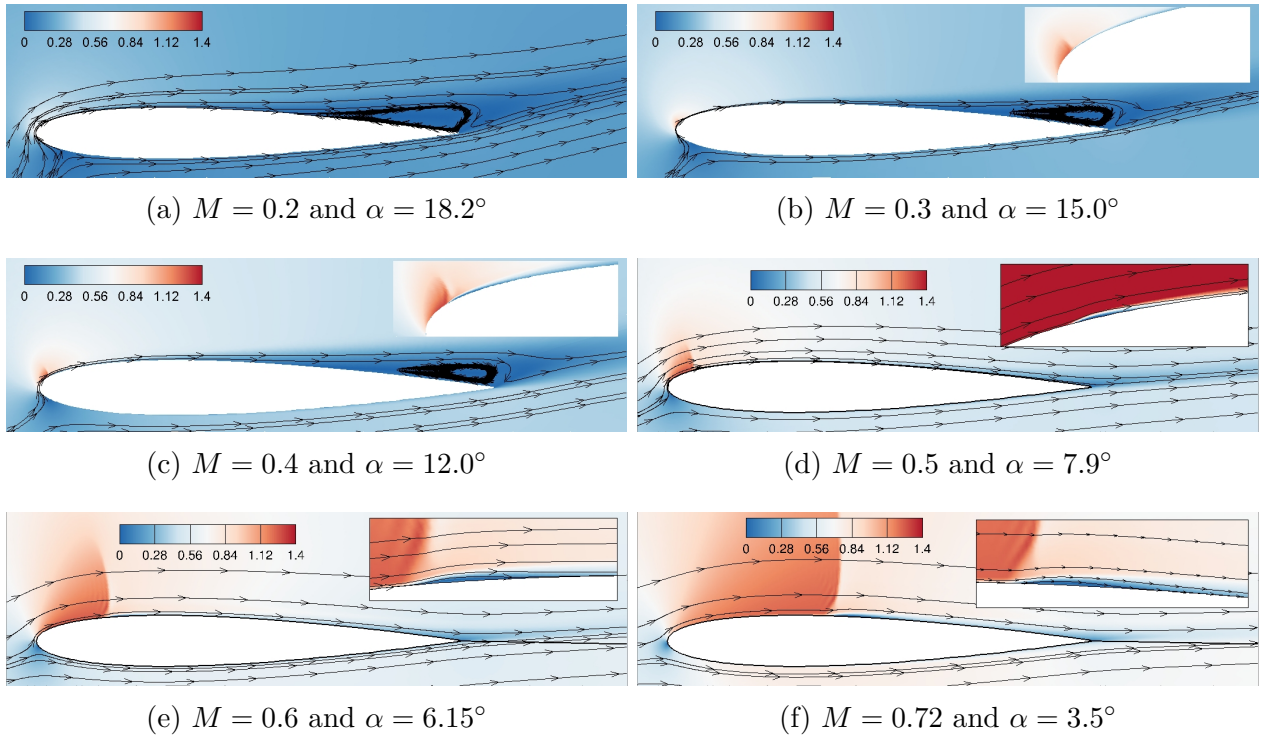 0 0.28 0.56 0.84 1.12 1.4
0 0.28 0.56 0.84 1.12 1.4
(a) M = 0.2 and α = 18.2°
(b) M = 0.3 and α = 15.0°
0 0.28 0.56 0.84 1.12 1.4
0 0.28 0.56 0.84 1.12 1.4
(c) M = 0.4 and α = 12.0°
(d) M = 0.5 and α = 7.9°
0 0.28 0.56 0.84 1.12 1.4
0 0.28 0.56 0.84 1.12 1.4
(e) M = 0.6 and α = 6.15°
(f) M = 0.72 and α = 3.5°